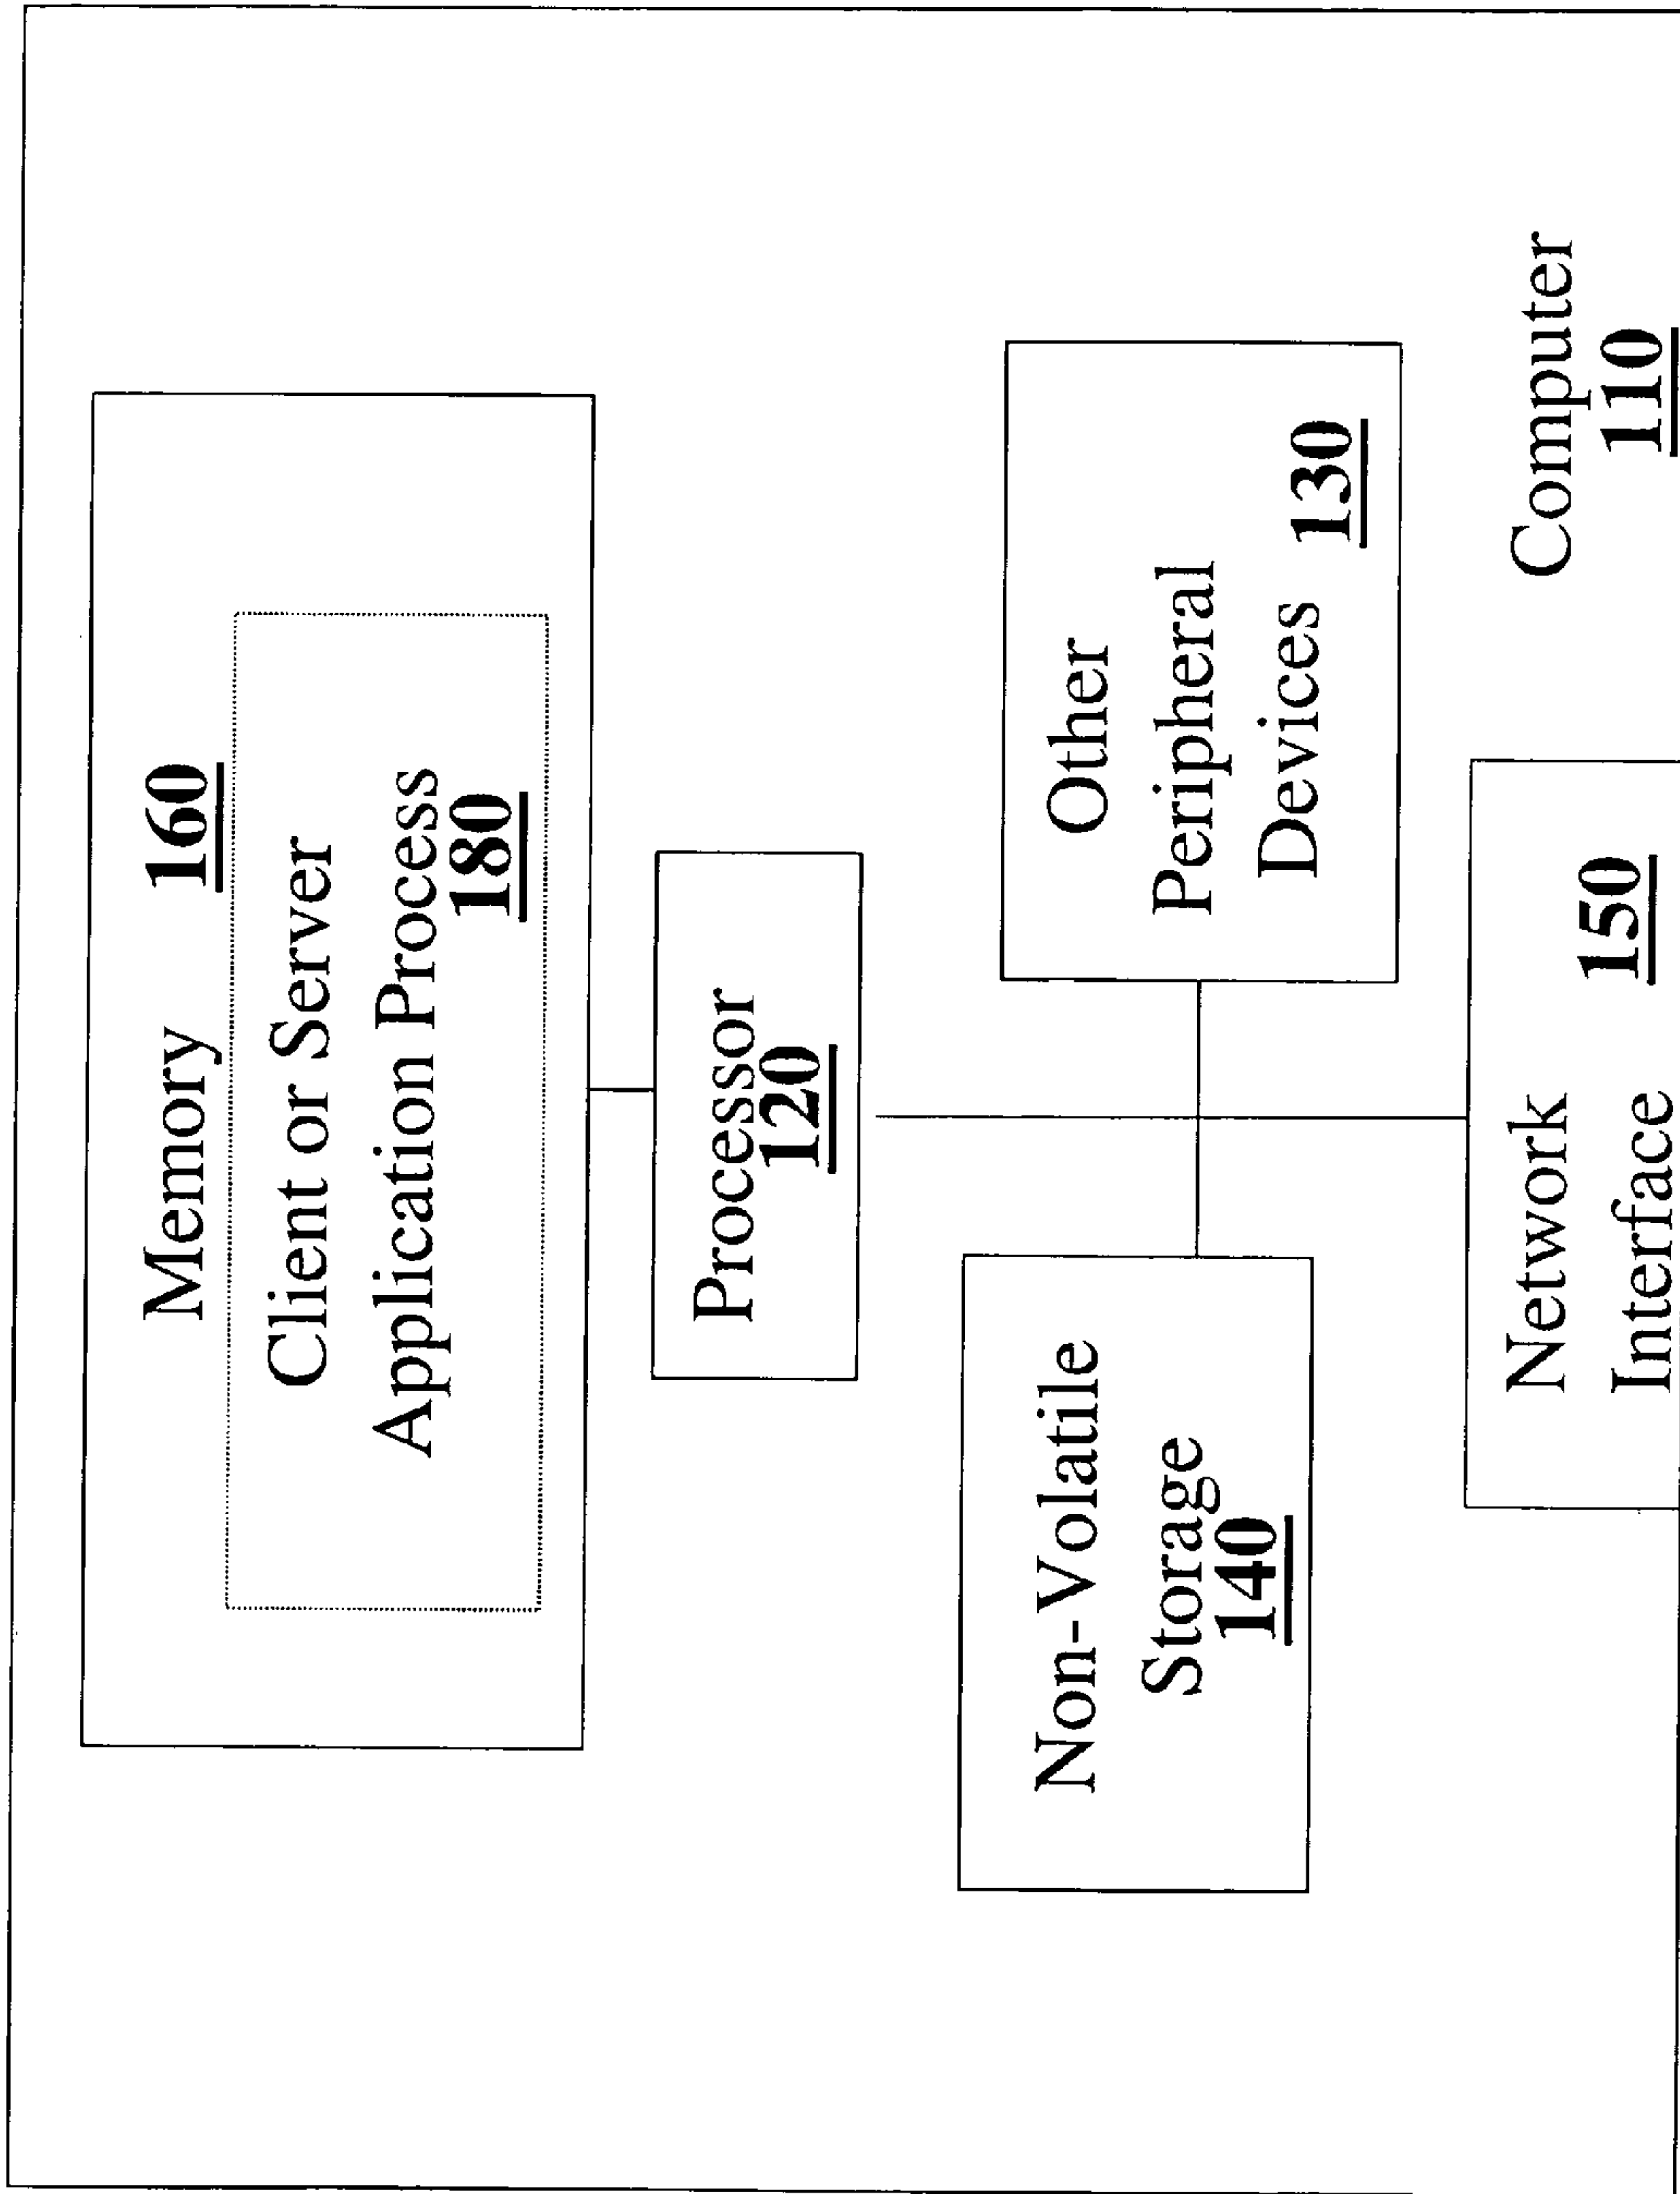 Memory 160
Client or Server
Application Process
180
Processor
120
Non-Volatile
Storage
140
Other
Peripheral
Devices 130
Network
Interface 150
Computer
110